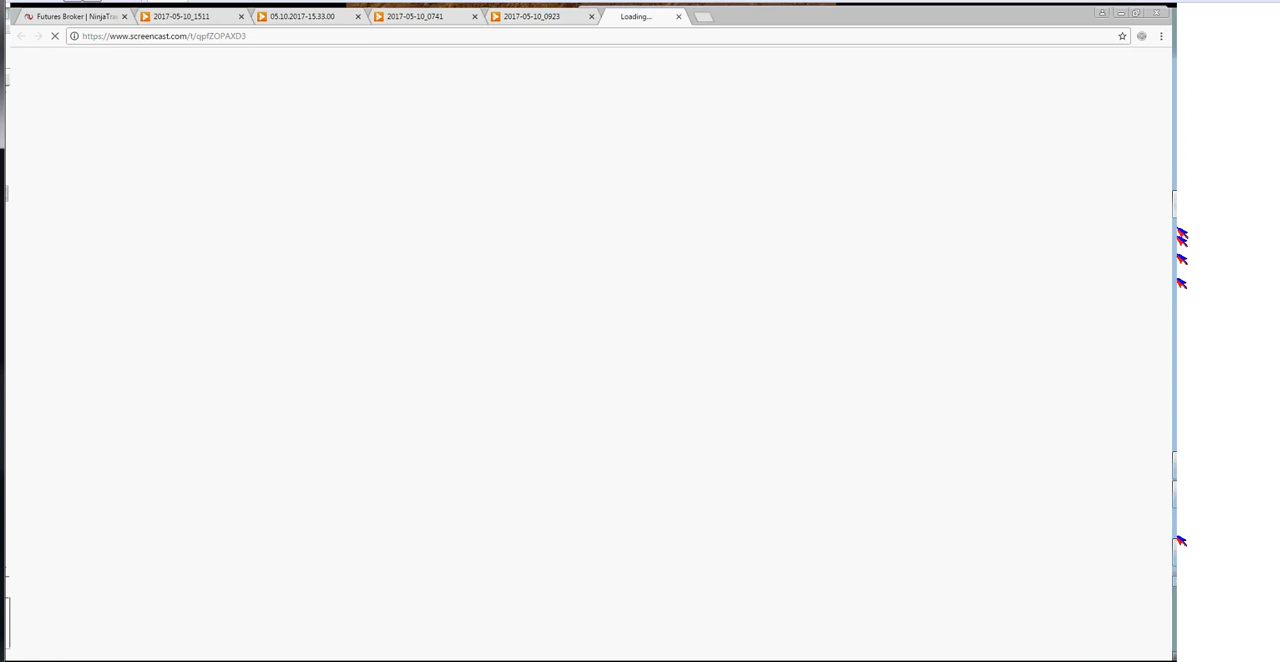 Futures Broker | NinjaTra
2017-05-10_1511
05.10.2017-15.33.00
2017-05-10_0741
2017-05-10_0923
Loading...
https://www.screencast.com/t/qpfZOPAXD3